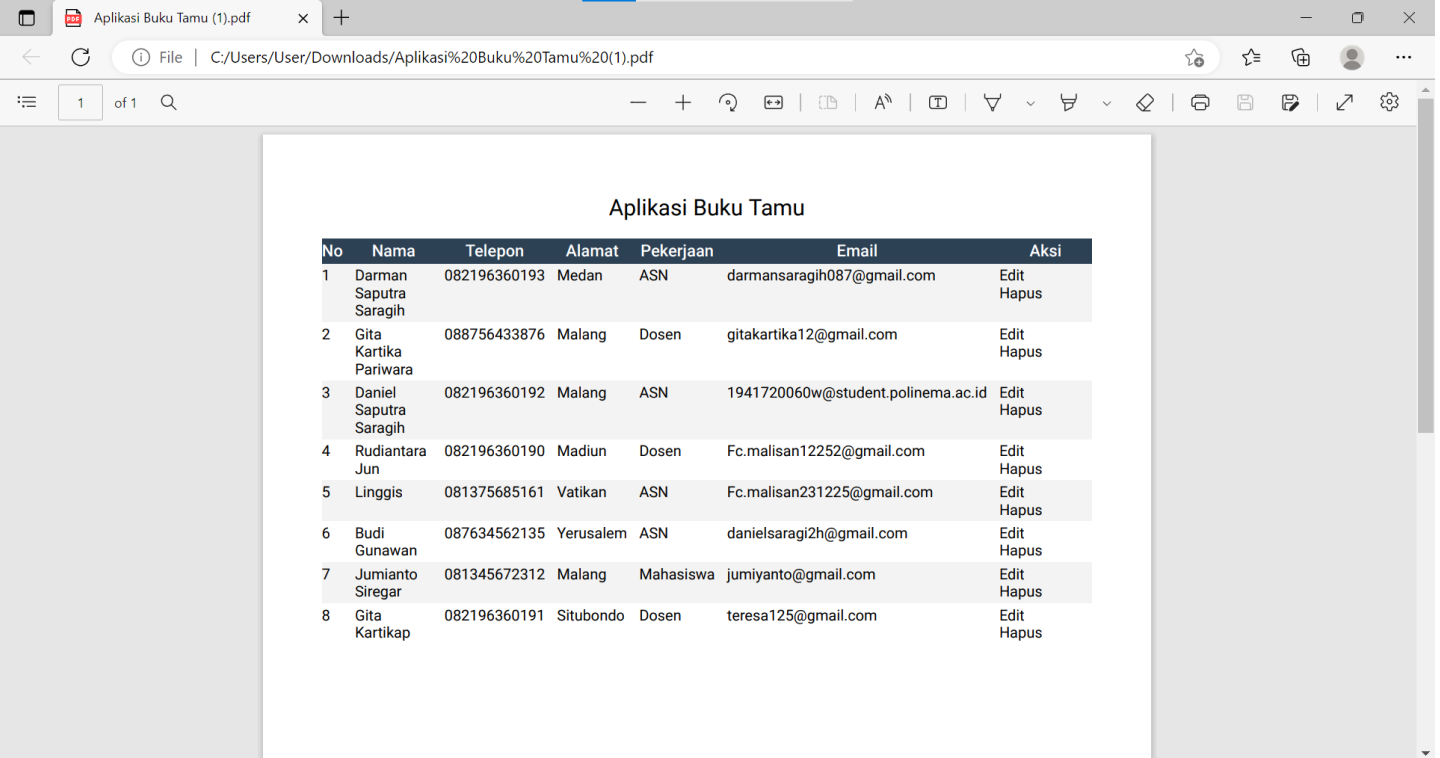 Aplikasi Buku Tamu (1).pdf
File | C:/Users/User/Downloads/Aplikasi%20Buku%20Tamu%20(1).pdf
1 of 1
Aplikasi Buku Tamu
No Nama Telepon Alamat Pekerjaan Email Aksi
1 Darman 082196360193 Medan ASN darmansaragih087@gmail.com Edit
Saputra Hapus
Saragih
2 Gita 088756433876 Malang Dosen gitakartika12@gmail.com Edit
Kartika Hapus
Pariwara
3 Daniel 082196360192 Malang ASN 1941720060w@student.polinema.ac.id Edit
Saputra Hapus
Saragih
4 Rudiantara 082196360190 Madiun Dosen Fc.malisan12252@gmail.com Edit
Jun Hapus
5 Linggis 081375685161 Vatikan ASN Fc.malisan231225@gmail.com Edit
Hapus
6 Budi 087634562135 Yerusalem ASN danielsaragi2h@gmail.com Edit
Gunawan Hapus
7 Jumianto 081345672312 Malang Mahasiswa jumiyanto@gmail.com Edit
Siregar Hapus
8 Gita 082196360191 Situbondo Dosen teresa125@gmail.com Edit
Kartikap Hapus